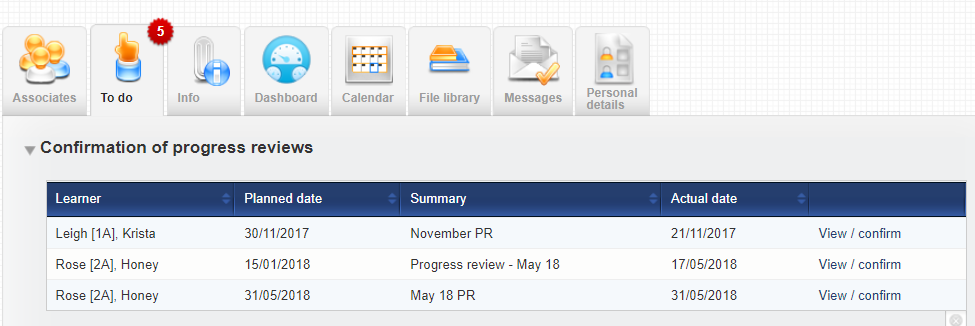 5
Associates
To do
Info
Dashboard
Calendar
File library
Messages
Personal
details
Confirmation of progress reviews
Learner Planned date Summary Actual date
Leigh [1A], Krista 30/11/2017 November PR 21/11/2017 View / confirm
Rose [2A], Honey 15/01/2018 Progress review - May 18 17/05/2018 View / confirm
Rose [2A], Honey 31/05/2018 May 18 PR 31/05/2018 View / confirm